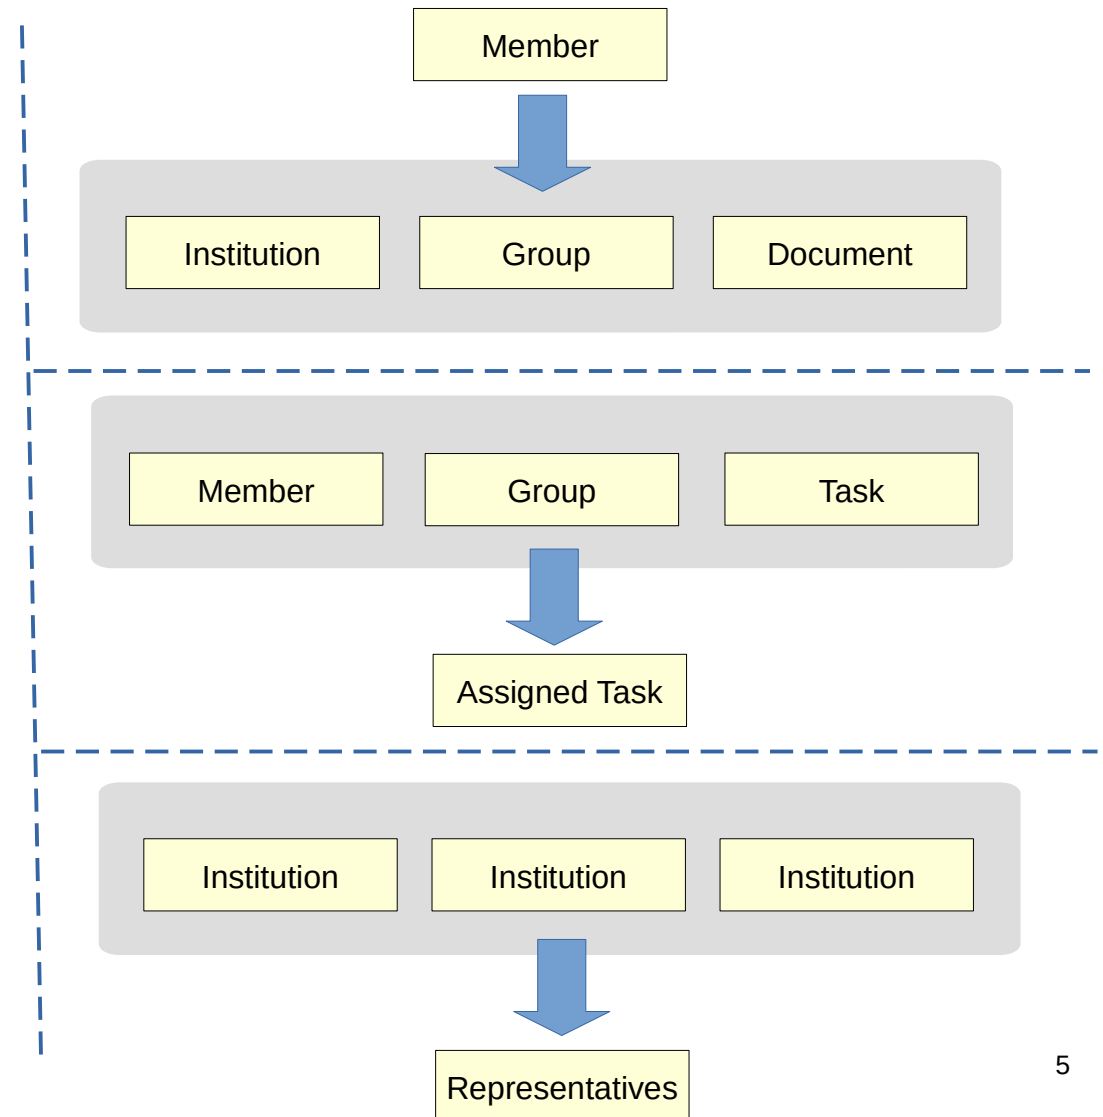 Member
Institution
Group
Document
Member
Group
Task
Assigned Task
Institution
Institution
Institution
Representatives
5